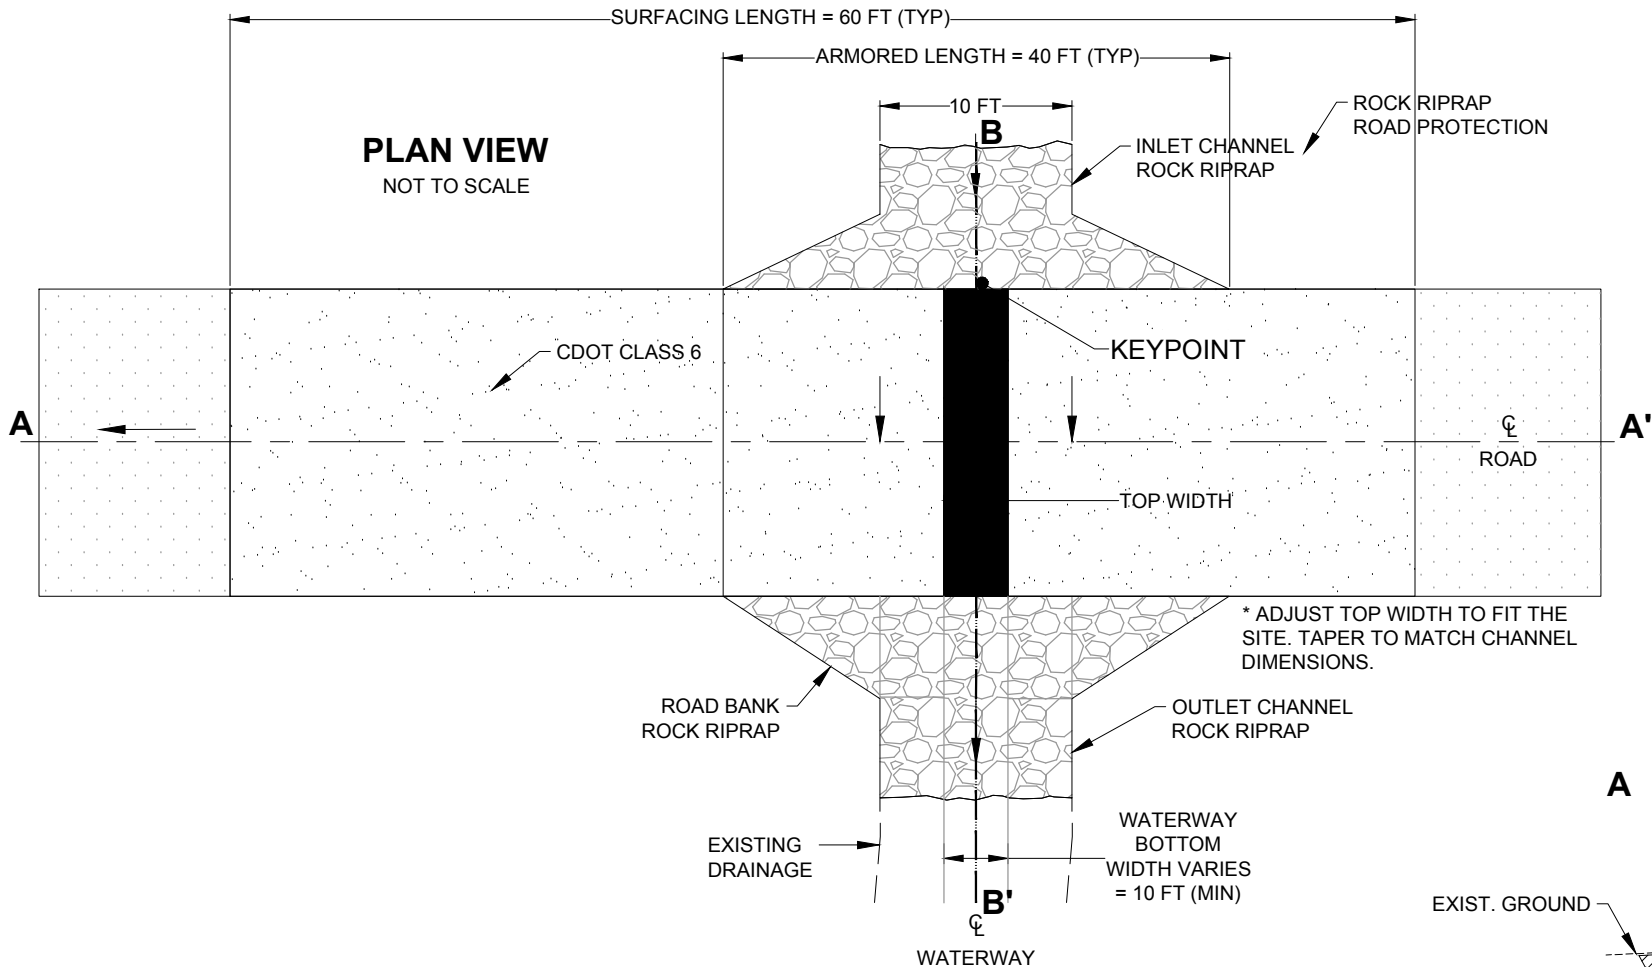 SURFACING LENGTH = 60 FT (TYP)
ARMORED LENGTH = 40 FT (TYP)
10 FT
B
ROCK RIPRAP
ROAD PROTECTION
INLET CHANNEL
ROCK RIPRAP
PLAN VIEW
NOT TO SCALE
CDOT CLASS 6
KEYPOINT
A
A'
℄
ROAD
TOP WIDTH
* ADJUST TOP WIDTH TO FIT THE
SITE. TAPER TO MATCH CHANNEL
DIMENSIONS.
ROAD BANK
ROCK RIPRAP
OUTLET CHANNEL
ROCK RIPRAP
A
EXISTING
DRAINAGE
WATERWAY
BOTTOM
WIDTH VARIES
= 10 FT (MIN)
B'
℄
WATERWAY
EXIST. GROUND